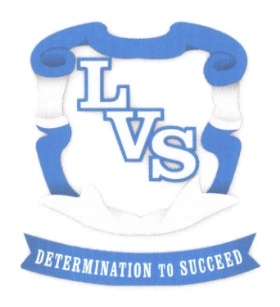 LVS
DETERMINATION TO SUCCEED